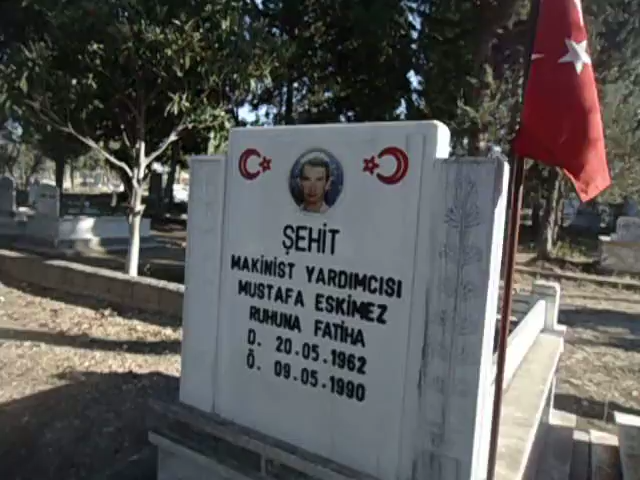 ŞEHİT
MAKİNİST YARDIMCISI
MUSTAFA ESKİMEZ
RUHUNA FATİHA
D. 20.05.1962
Ö. 09.05.1990